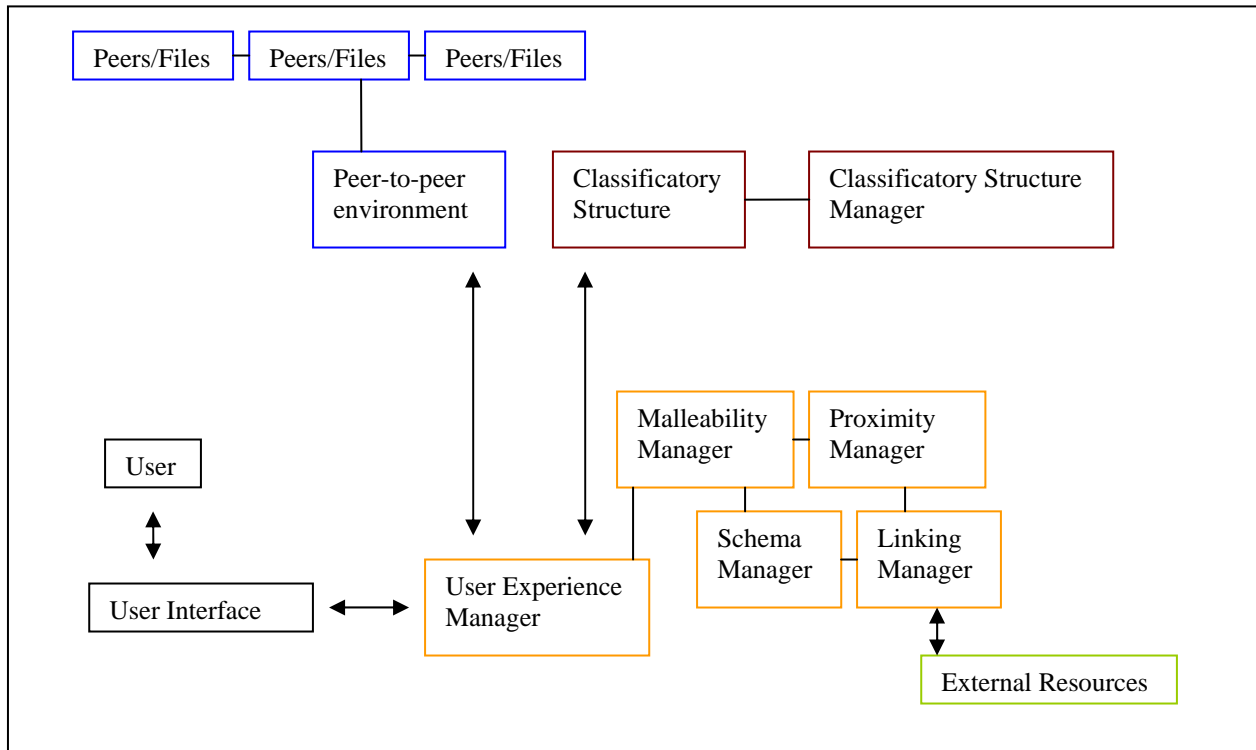 Peers/Files
Peers/Files
Peers/Files
Peer-to-peer
environment
Classificatory
Structure
Classificatory Structure
Manager
Malleability
Manager
Proximity
Manager
User
Schema
Manager
Linking
Manager
User Interface
User Experience
Manager
External Resources